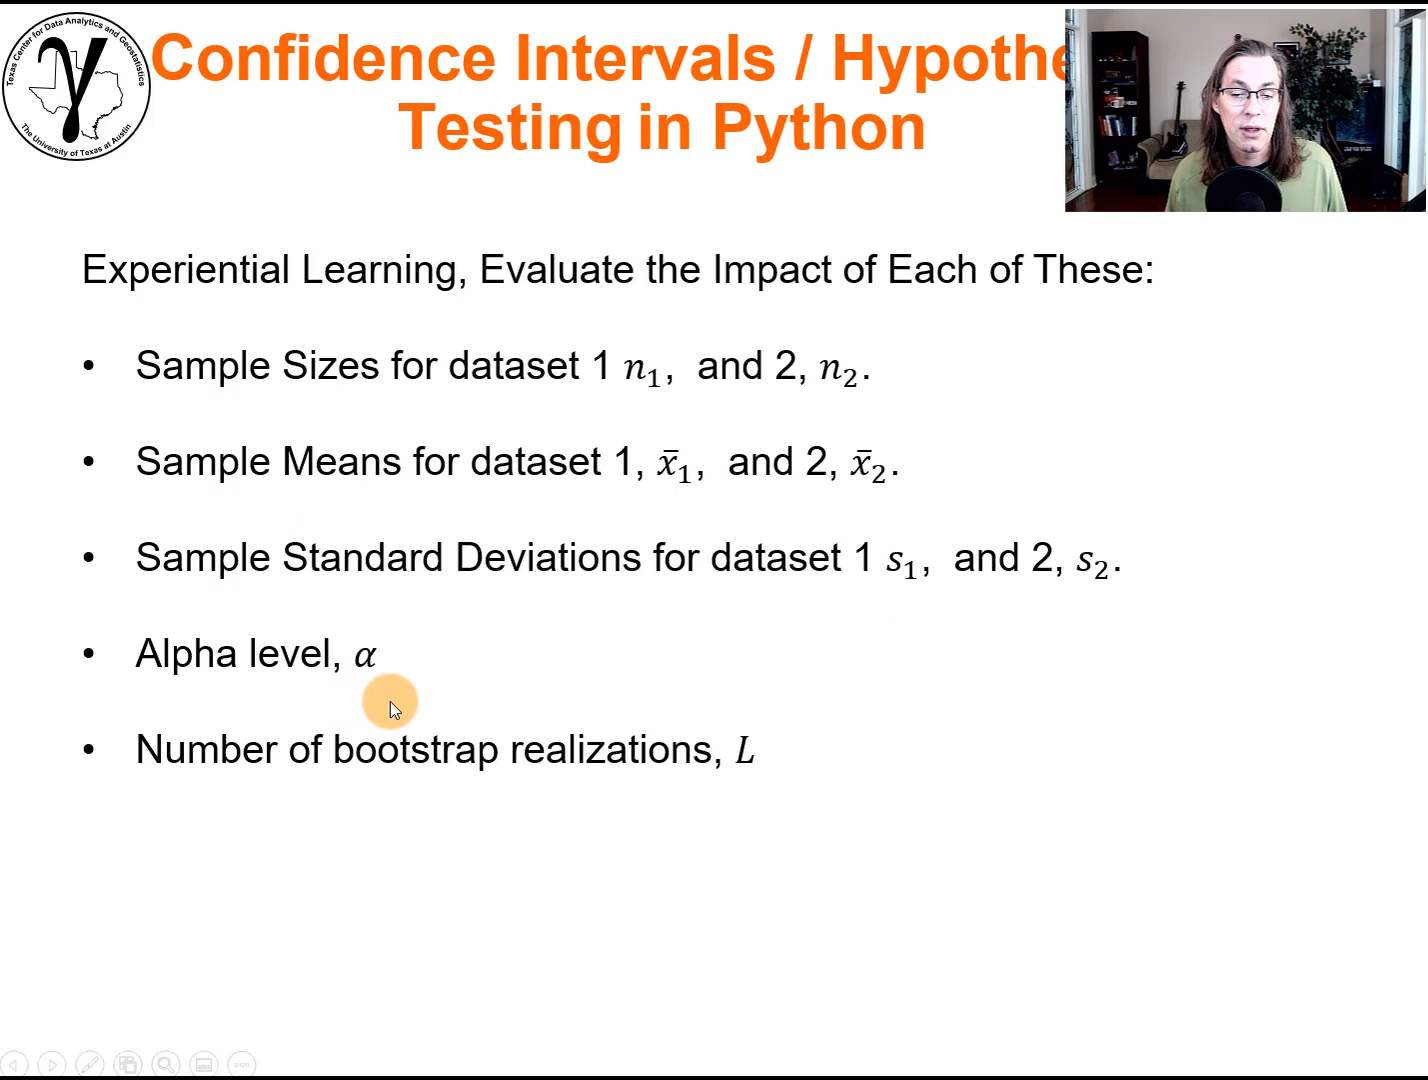 Texas Center for Data Analytics and Geostatistics
The University of Texas at Austin
γ
Confidence Intervals / Hypothe
Testing in Python
Experiential Learning, Evaluate the Impact of Each of These:
• Sample Sizes for dataset 1 n₁, and 2, n₂.
• Sample Means for dataset 1, x̄₁, and 2, x̄₂.
• Sample Standard Deviations for dataset 1 s₁, and 2, s₂.
• Alpha level, α
• Number of bootstrap realizations, L